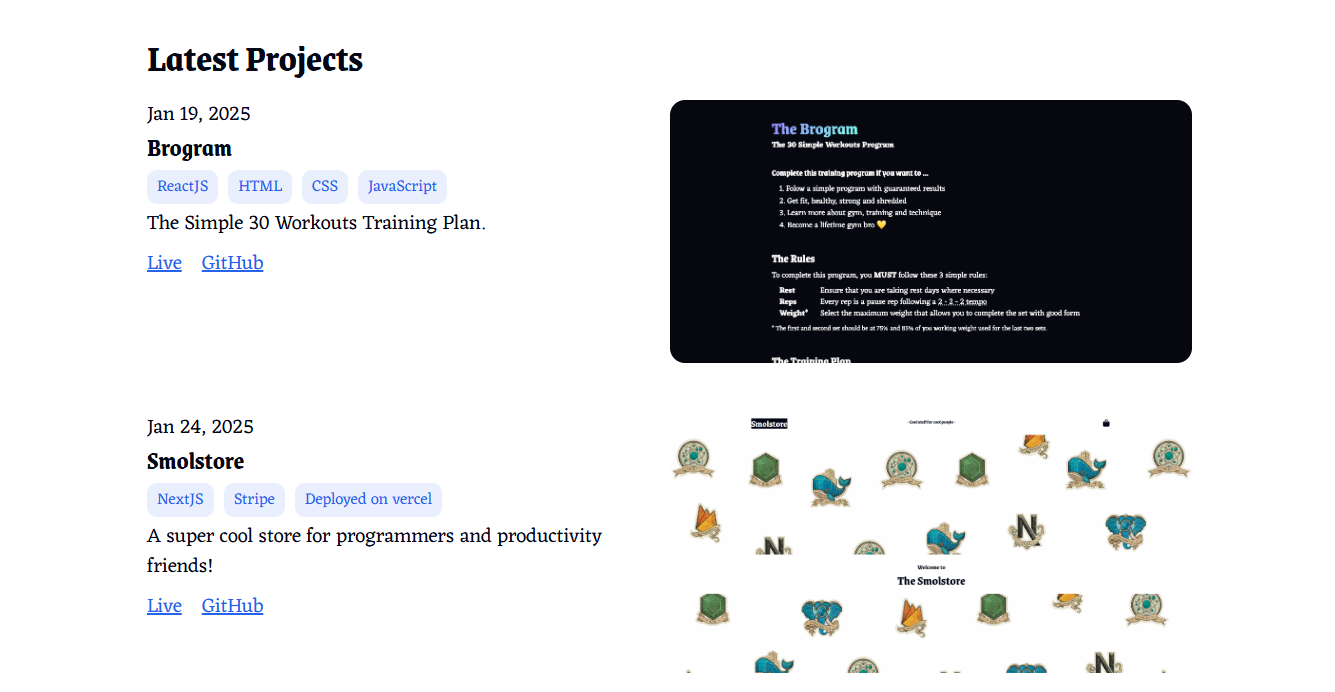 Latest Projects
Jan 19, 2025
Brogram
ReactJS HTML CSS JavaScript
The Simple 30 Workouts Training Plan.
Live GitHub
The Brogram
The 30 Simple Workouts Program
Complete this training program if you want to ...
1. Folow a simple program with guaranteed results
2. Get fit, healthy, strong and shredded
3. Learn more about gym, training and technique
4. Become a lifetime gym bro 💛
The Rules
To complete this program, you MUST follow these 3 simple rules:
Rest Ensure that you are taking rest days where necessary
Reps Every rep is a pause rep following a 2 - 2 - 2 tempo
Weight* Select the maximum weight that allows you to complete the set with good form
* The first and second set should be at 75% and 85% of you working weight used for the last two sets.
The Training Plan
Jan 24, 2025
Smolstore
NextJS Stripe Deployed on vercel
A super cool store for programmers and productivity
friends!
Live GitHub
Smolstore
- Cool stuff for cool people -
N
N
Welcome to
The Smolstore
N